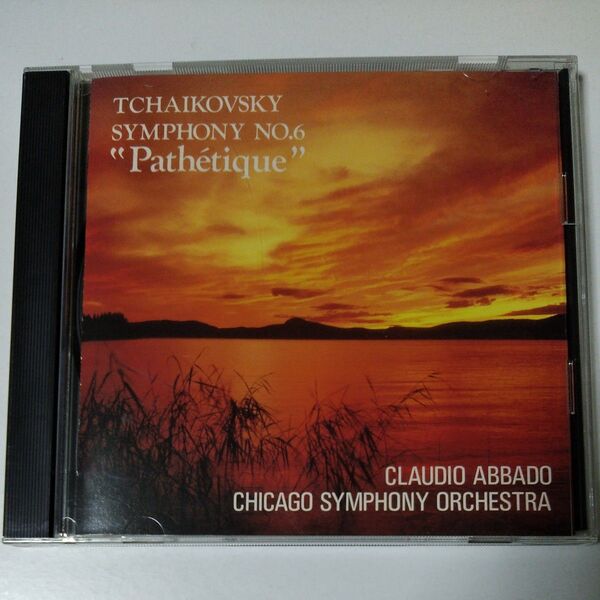 TCHAIKOVSKY
SYMPHONY NO.6
“Pathétique”
CLAUDIO ABBADO
CHICAGO SYMPHONY ORCHESTRA